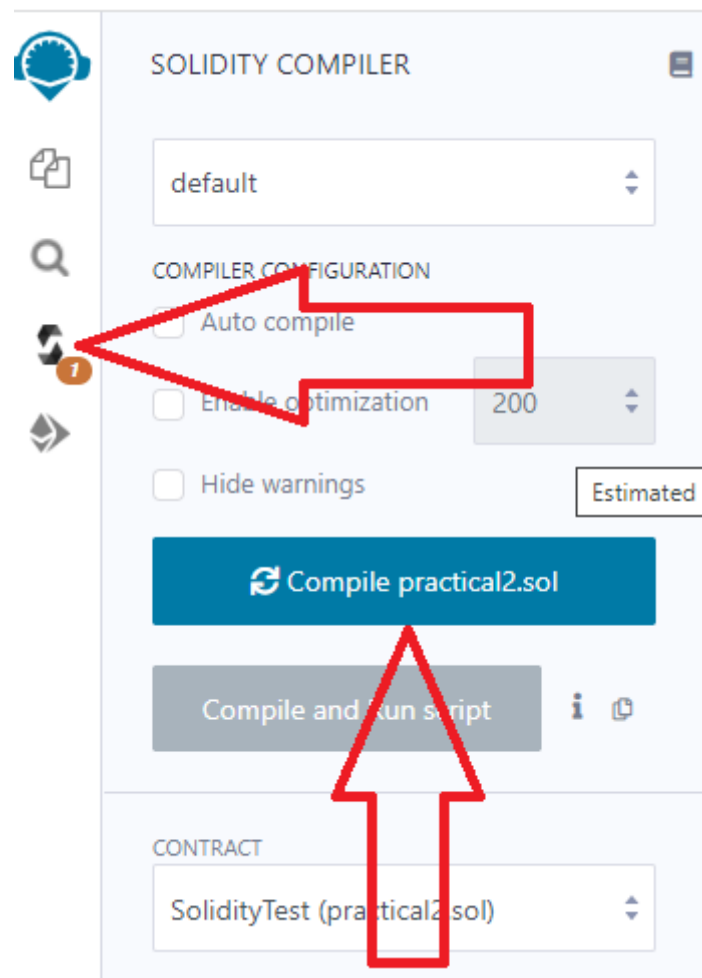 SOLIDITY COMPILER
default
COMPILER CONFIGURATION
Auto compile
Enable optimization 200
1
Hide warnings
Estimated
Compile practical2.sol
Compile and Run script i
CONTRACT
SolidityTest (practical2.sol)